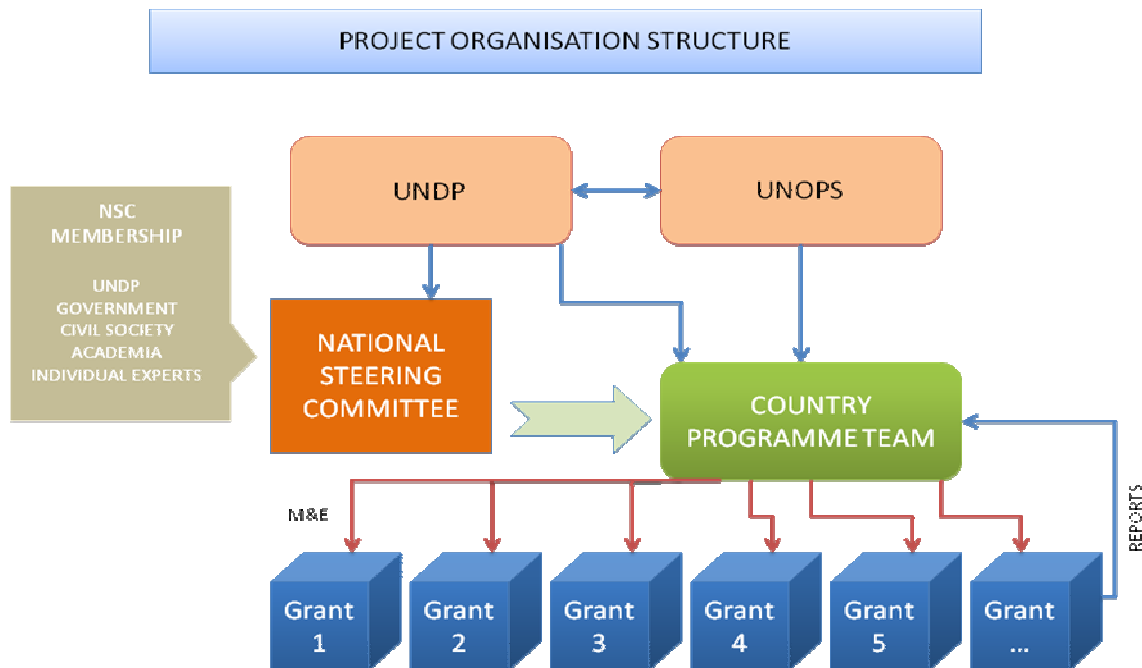 PROJECT ORGANISATION STRUCTURE
UNDP
UNOPS
NSC
MEMBERSHIP
UNDP
GOVERNMENT
CIVIL SOCIETY
ACADEMIA
INDIVIDUAL EXPERTS
NATIONAL
STEERING
COMMITTEE
COUNTRY
PROGRAMME TEAM
M&E
REPORTS
Grant
1
Grant
2
Grant
3
Grant
4
Grant
5
Grant
...